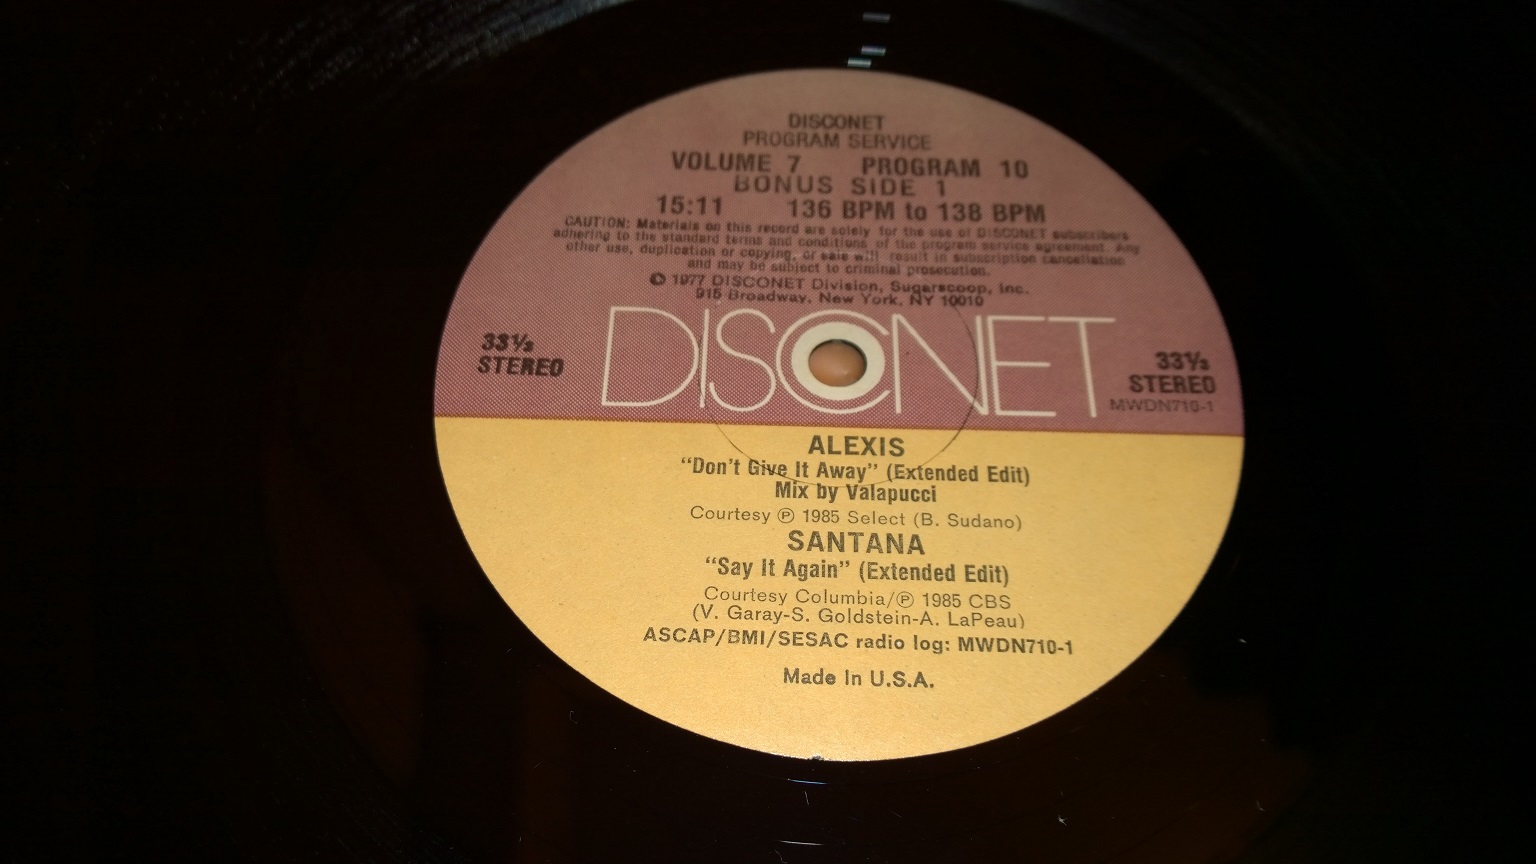 DISCONET
PROGRAM SERVICE
VOLUME 7 PROGRAM 10
BONUS SIDE 1
15:11 136 BPM to 138 BPM
CAUTION: Materials on this record are solely for the use of DISCONET subscribers
adhering to the standard terms and conditions of the program service agreement. Any
other use, duplication or copying, or sale will result in subscription cancellation
and may be subject to criminal prosecution.
© 1977 DISCONET Division, Sugarscoop, Inc.
915 Broadway, New York, NY 10010
33⅓ STEREO
DISCONET
33⅓ STEREO
MWDN710-1
ALEXIS
“Don't Give It Away” (Extended Edit)
Mix by Valapucci
Courtesy ℗ 1985 Select (B. Sudano)
SANTANA
“Say It Again” (Extended Edit)
Courtesy Columbia/℗ 1985 CBS
(V. Garay-S. Goldstein-A. LaPeau)
ASCAP/BMI/SESAC radio log: MWDN710-1
Made In U.S.A.